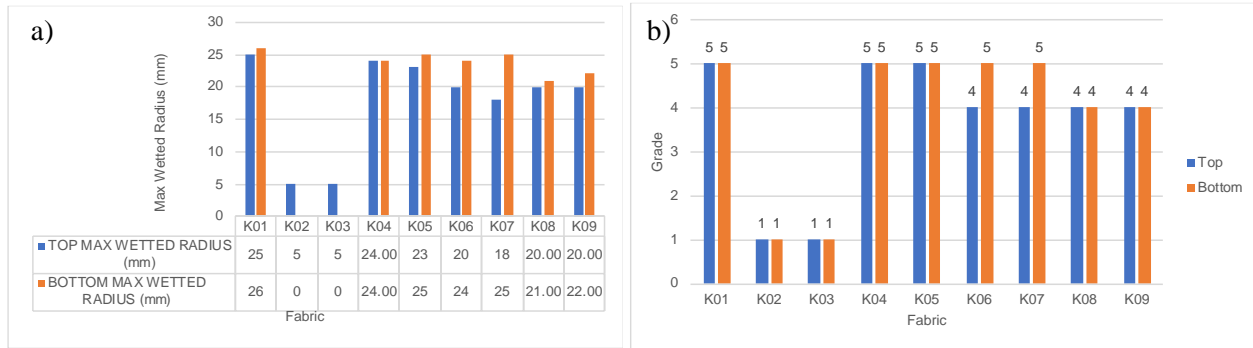 a)
Max Wetted Radius (mm)
30
25
20
15
10
5
0
K01 K02 K03 K04 K05 K06 K07 K08 K09
TOP MAX WETTED RADIUS (mm) 25 5 5 24.00 23 20 18 20.00 20.00
BOTTOM MAX WETTED RADIUS (mm) 26 0 0 24.00 25 24 25 21.00 22.00
Fabric
b)
Grade
6
5
4
3
2
1
0
5 5 1 1 1 1 5 5 5 5 4 5 4 5 4 4 4 4
K01 K02 K03 K04 K05 K06 K07 K08 K09
Fabric
Top
Bottom